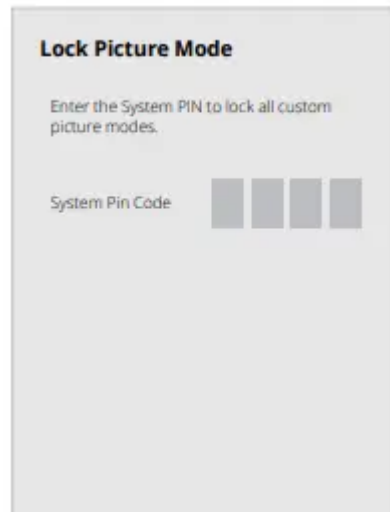 Lock Picture Mode
Enter the System PIN to lock all custom
picture modes.
System Pin Code